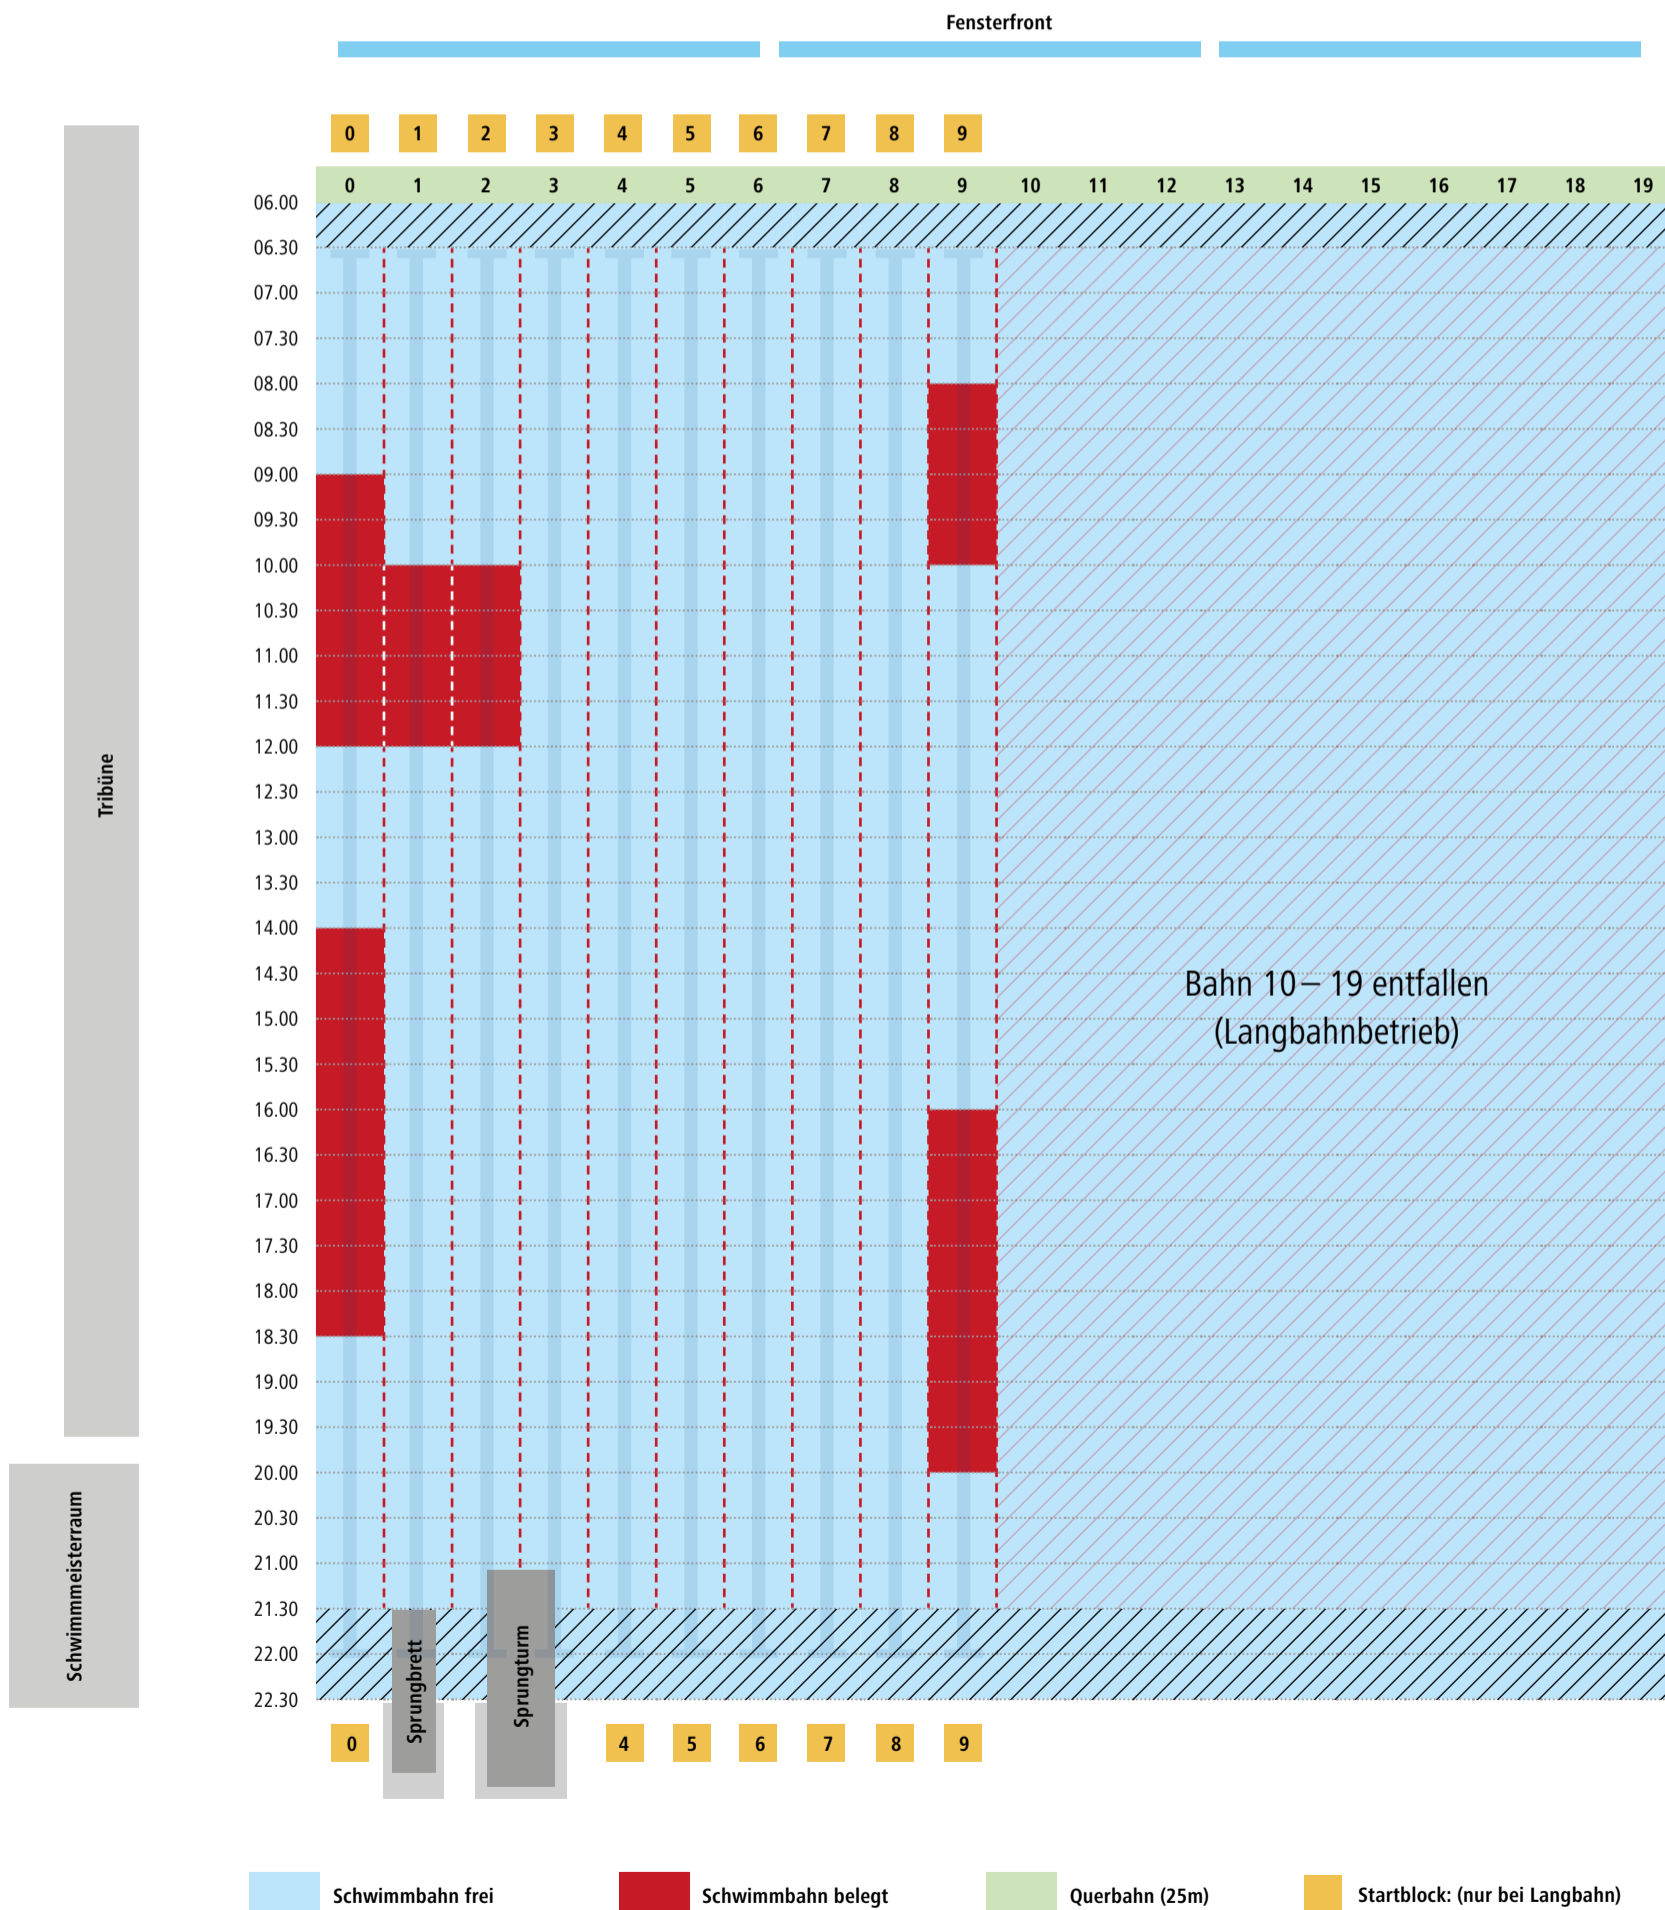 Fensterfront
0 1 2 3 4 5 6 7 8 9
0 1 2 3 4 5 6 7 8 9 10 11 12 13 14 15 16 17 18 19
06.00
06.30
07.00
07.30
08.00
08.30
09.00
09.30
10.00
10.30
11.00
11.30
12.00
12.30
13.00
13.30
14.00
14.30
15.00
15.30
16.00
16.30
17.00
17.30
18.00
18.30
19.00
19.30
20.00
20.30
21.00
21.30
22.00
22.30
Tribüne
Schwimmmeisterraum
Bahn 10 – 19 entfallen
(Langbahnbetrieb)
Sprungbrett
Sprungturm
0 4 5 6 7 8 9
Schwimmbahn frei
Schwimmbahn belegt
Querbahn (25m)
Startblock: (nur bei Langbahn)